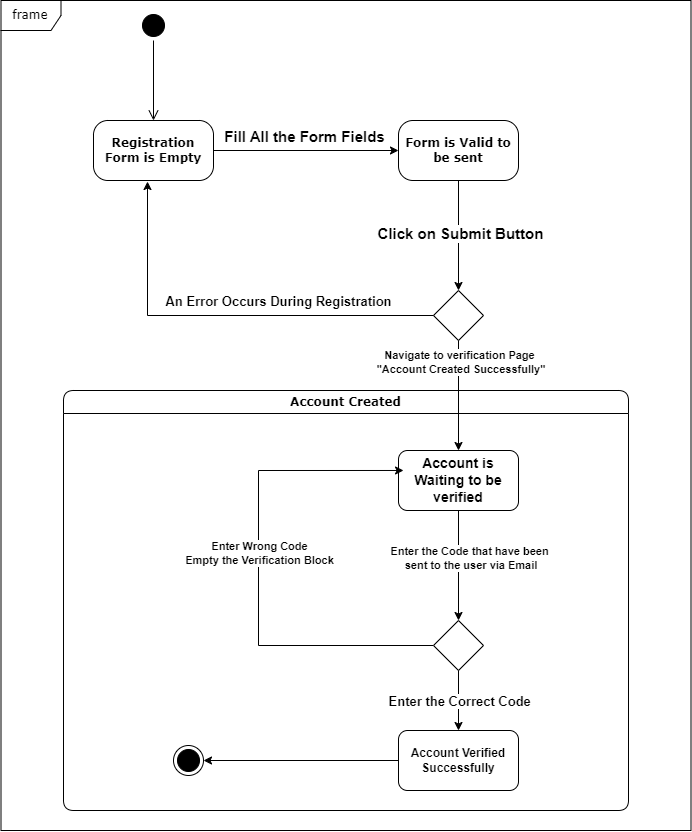 frame
Registration
Form is Empty
Fill All the Form Fields
Form is Valid to
be sent
Click on Submit Button
An Error Occurs During Registration
Navigate to verification Page
"Account Created Successfully"
Account Created
Account is
Waiting to be
verified
Enter Wrong Code
Empty the Verification Block
Enter the Code that have been
sent to the user via Email
Enter the Correct Code
Account Verified
Successfully